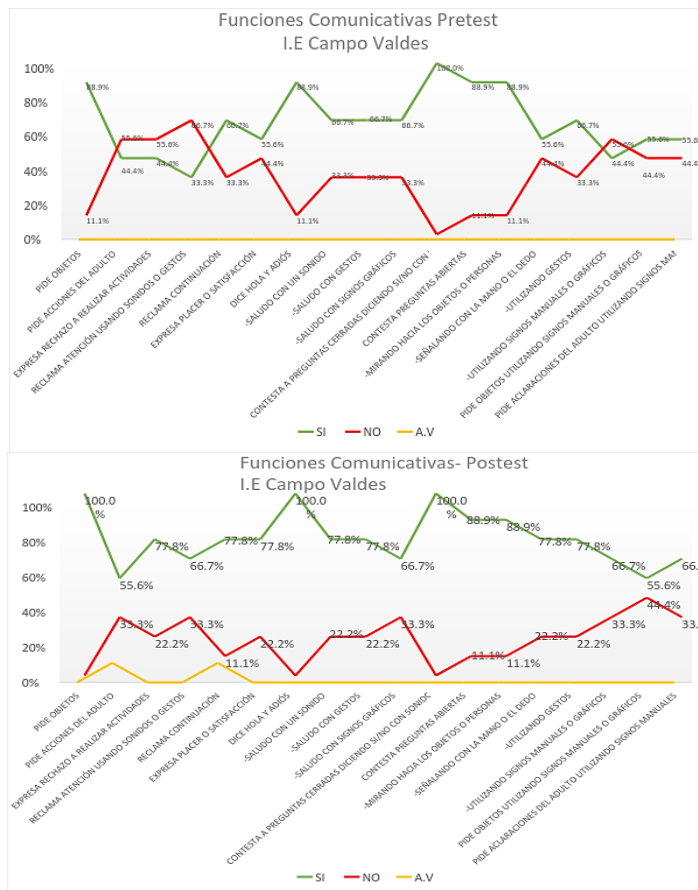 Funciones Comunicativas Pretest
I.E Campo Valdes
100%
80%
60%
40%
20%
0%
88.9%
11.1%
55.6%
44.4%
55.6%
44.4%
66.7%
33.3%
66.7%
33.3%
55.6%
44.4%
88.9%
11.1%
66.7%
33.3%
66.7%
33.3%
66.7%
33.3%
100.0%
88.9%
11.1%
88.9%
11.1%
55.6%
44.4%
66.7%
33.3%
55.6%
44.4%
55.6%
44.4%
55.6
44.4
PIDE OBJETOS
PIDE ACCIONES DEL ADULTO
EXPRESA RECHAZO A REALIZAR ACTIVIDADES
RECLAMA ATENCIÓN USANDO SONIDOS O GESTOS
RECLAMA CONTINUACIÓN
EXPRESA PLACER O SATISFACCIÓN
DICE HOLA Y ADIÓS
-SALUDO CON UN SONIDO
-SALUDO CON GESTOS
-SALUDO CON SIGNOS GRÁFICOS
CONTESTA A PREGUNTAS CERRADAS DICIENDO SI/NO CON
CONTESTA PREGUNTAS ABIERTAS
-MIRANDO HACIA LOS OBJETOS O PERSONAS
-SEÑALANDO CON LA MANO O EL DEDO
-UTILIZANDO GESTOS
-UTILIZANDO SIGNOS MANUALES O GRÁFICOS
PIDE OBJETOS UTILIZANDO SIGNOS MANUALES O GRÁFICOS
PIDE ACLARACIONES DEL ADULTO UTILIZANDO SIGNOS MAI
SI NO A.V
Funciones Comunicativas- Postest
I.E Campo Valdes
100%
80%
60%
40%
20%
0%
100.0
%
55.6%
33.3%
77.8%
22.2%
66.7%
33.3%
77.8%
11.1%
77.8%
22.2%
100.0
%
77.8%
22.2%
77.8%
22.2%
66.7%
33.3%
100.0
%
88.9%
11.1%
88.9%
11.1%
77.8%
22.2%
77.8%
22.2%
66.7%
33.3%
55.6%
44.4%
66.
33.
PIDE OBJETOS
PIDE ACCIONES DEL ADULTO
EXPRESA RECHAZO A REALIZAR ACTIVIDADES
RECLAMA ATENCIÓN USANDO SONIDOS O GESTOS
RECLAMA CONTINUACIÓN
EXPRESA PLACER O SATISFACCIÓN
DICE HOLA Y ADIÓS
-SALUDO CON UN SONIDO
-SALUDO CON GESTOS
-SALUDO CON SIGNOS GRÁFICOS
CONTESTA A PREGUNTAS CERRADAS DICIENDO SI/NO CON SONIDC
CONTESTA PREGUNTAS ABIERTAS
-MIRANDO HACIA LOS OBJETOS O PERSONAS
-SEÑALANDO CON LA MANO O EL DEDO
-UTILIZANDO GESTOS
-UTILIZANDO SIGNOS MANUALES O GRÁFICOS
PIDE OBJETOS UTILIZANDO SIGNOS MANUALES O GRÁFICOS
PIDE ACLARACIONES DEL ADULTO UTILIZANDO SIGNOS MANUALES
SI NO A.V